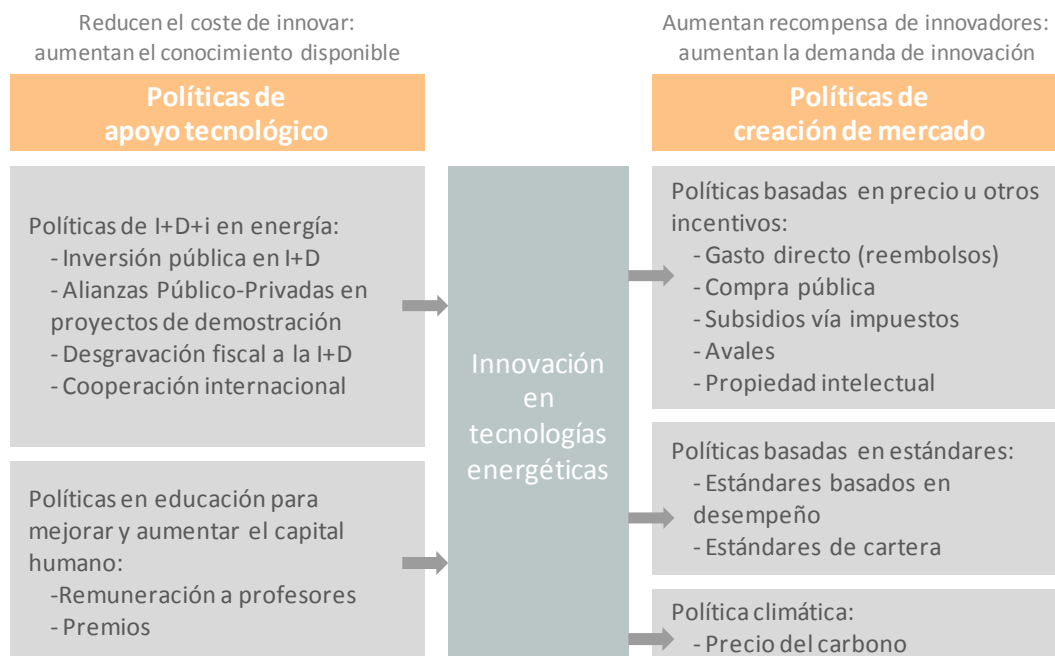 Reducen el coste de innovar:
aumentan el conocimiento disponible
Políticas de
apoyo tecnológico
Políticas de I+D+i en energía:
- Inversión pública en I+D
- Alianzas Público-Privadas en
proyectos de demostración
- Desgravación fiscal a la I+D
- Cooperación internacional
Políticas en educación para
mejorar y aumentar el capital
humano:
-Remuneración a profesores
- Premios
Innovación
en
tecnologías
energéticas
Aumentan recompensa de innovadores:
aumentan la demanda de innovación
Políticas de
creación de mercado
Políticas basadas en precio u otros
incentivos:
- Gasto directo (reembolsos)
- Compra pública
- Subsidios vía impuestos
- Avales
- Propiedad intelectual
Políticas basadas en estándares:
- Estándares basados en
desempeño
- Estándares de cartera
Política climática:
- Precio del carbono